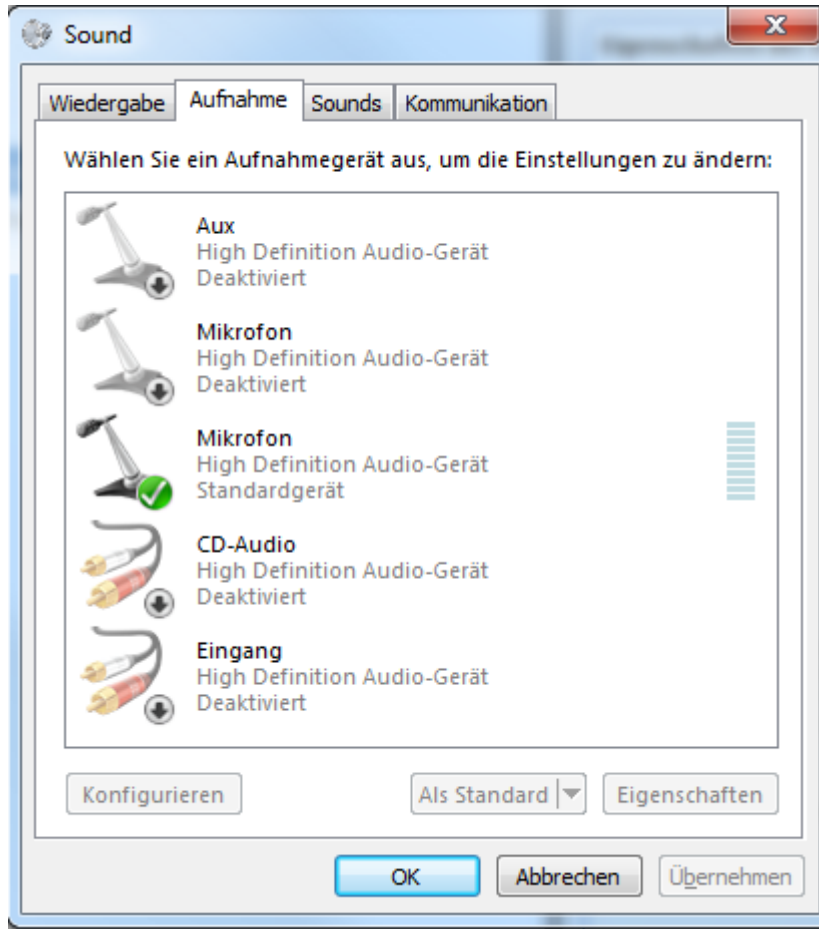 Sound
Wiedergabe Aufnahme Sounds Kommunikation
Wählen Sie ein Aufnahmegerät aus, um die Einstellungen zu ändern:
Aux
High Definition Audio-Gerät
Deaktiviert
Mikrofon
High Definition Audio-Gerät
Deaktiviert
Mikrofon
High Definition Audio-Gerät
Standardgerät
CD-Audio
High Definition Audio-Gerät
Deaktiviert
Eingang
High Definition Audio-Gerät
Deaktiviert
Konfigurieren Als Standard Eigenschaften
OK Abbrechen Übernehmen